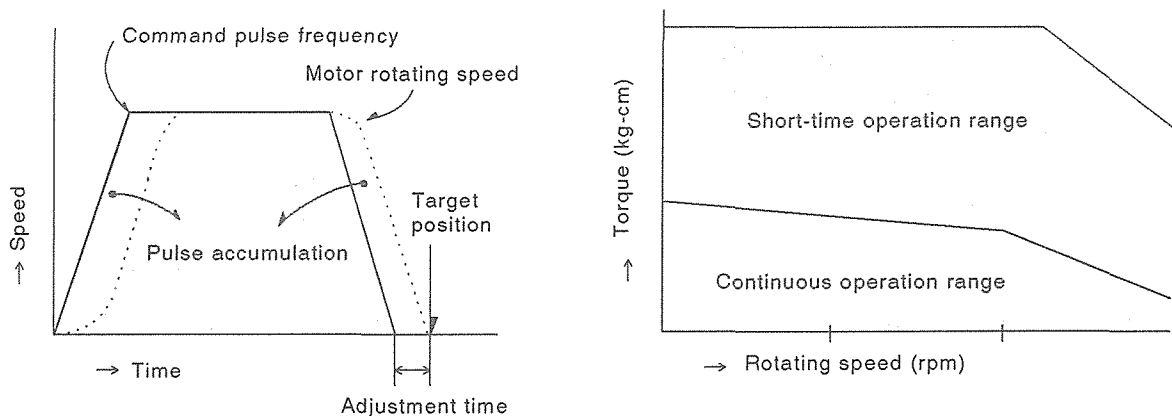 Command pulse frequency
Motor rotating speed
Target
position
Pulse accumulation
→ Speed
→ Time
Adjustment time
Short-time operation range
Continuous operation range
→ Torque (kg-cm)
→ Rotating speed (rpm)